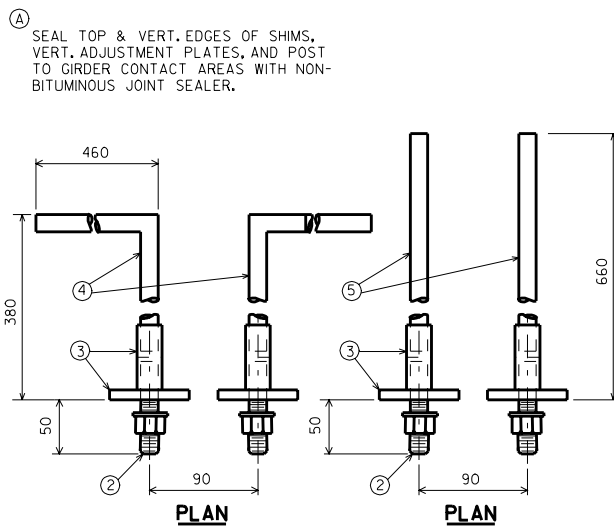 A
SEAL TOP & VERT. EDGES OF SHIMS,
VERT. ADJUSTMENT PLATES, AND POST
TO GIRDER CONTACT AREAS WITH NON-
BITUMINOUS JOINT SEALER.
460
380
660
4
5
3
3
50
50
2
2
90
90
PLAN
PLAN